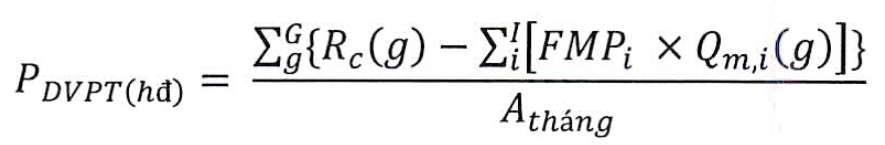 P_{DVPT(hđ)} = \frac{\sum_{g}^{G}\{R_c(g) - \sum_{i}^{I}[FMP_i \times Q_{m,i}(g)]\}}{A_{tháng}}